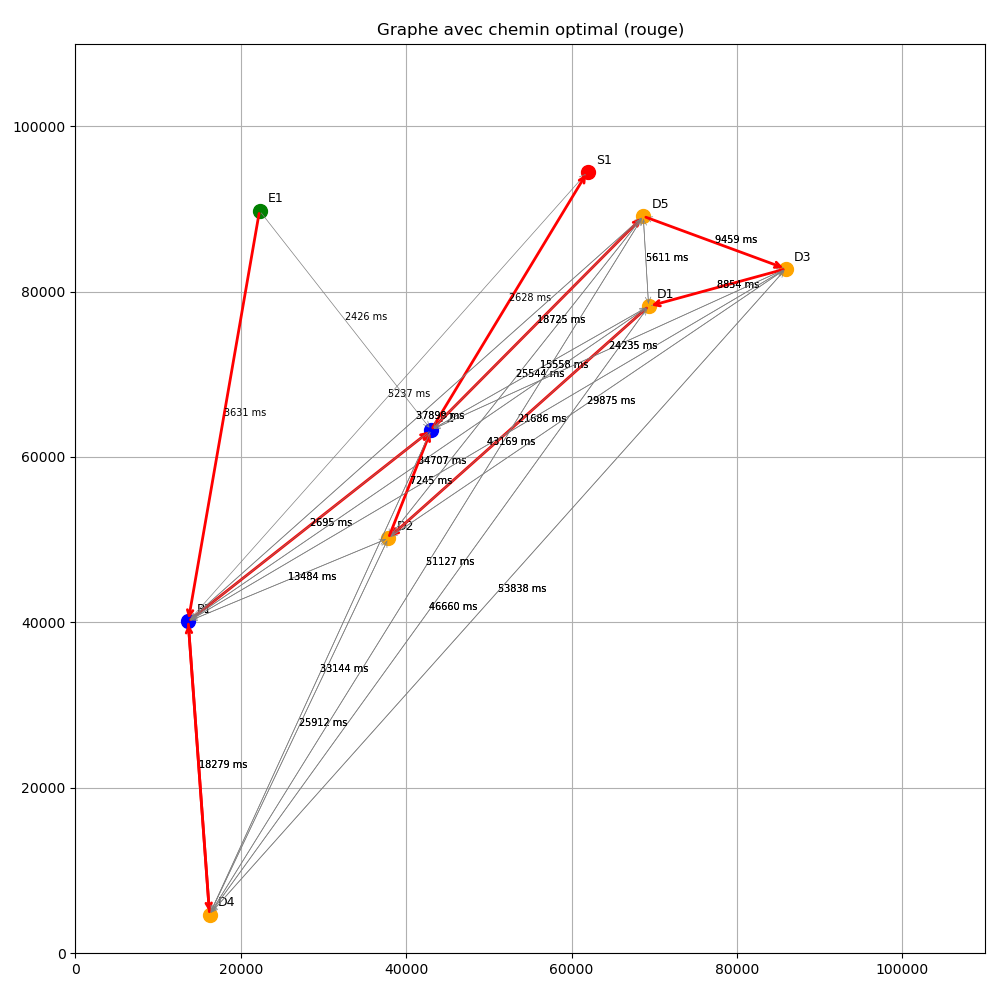 Graphe avec chemin optimal (rouge)
100000
80000
60000
40000
20000
0
0
20000
40000
60000
80000
100000
S1
E1
D5
D3
D1
D2
D4
9459 ms
5611 ms
8854 ms
2628 ms
2426 ms
18725 ms
24235 ms
15558 ms
25544 ms
5237 ms
29875 ms
3631 ms
37898 ms
21686 ms
43169 ms
34707 ms
7245 ms
2695 ms
13484 ms
51127 ms
53838 ms
46660 ms
33144 ms
25912 ms
18279 ms